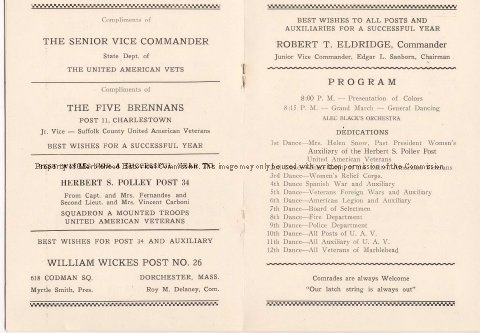 Compliments of
THE SENIOR VICE COMMANDER
State Dept. of
THE UNITED AMERICAN VETS
Compliments of
THE FIVE BRENNANS
POST 11, CHARLESTOWN
Jr. Vice — Suffolk County United American Veterans
BEST WISHES FOR A SUCCESSFUL YEAR
HERBERT S. POLLEY POST 34
From Capt. and Mrs. Fernandes and
Second Lieut. and Mrs. Vincent Carboni
SQUADRON A MOUNTED TROOPS
UNITED AMERICAN VETERANS
BEST WISHES FOR POST 34 AND AUXILIARY
WILLIAM WICKES POST NO. 26
618 CODMAN SQ. DORCHESTER, MASS.
Myrtle Smith, Pres. Roy M. Delaney, Com.
BEST WISHES TO ALL POSTS AND
AUXILIARIES FOR A SUCCESSFUL YEAR
ROBERT T. ELDRIDGE, Commander
Junior Vice Commander, Edgar L. Sanborn, Chairman
PROGRAM
8:00 P. M. — Presentation of Colors
8:45 P. M. — Grand March — General Dancing
ALEC BLACK'S ORCHESTRA
DEDICATIONS
1st Dance—Mrs. Helen Snow, Past President Women's
Auxiliary of the Herbert S. Polley Post
United American Veterans
3rd Dance—Women's Relief Corps.
4th Dance Spanish War and Auxiliary
5th Dance—Veterans Foreign Wars and Auxiliary
6th Dance—American Legion and Auxiliary
7th Dance—Board of Selectmen
8th Dance—Fire Department
9th Dance—Police Department
10th Dance—All Posts of U. A. V.
11th Dance—All Auxiliary of U. A. V.
12th Dance—All Veterans of Marblehead
Comrades are always Welcome
"Our latch string is always out"